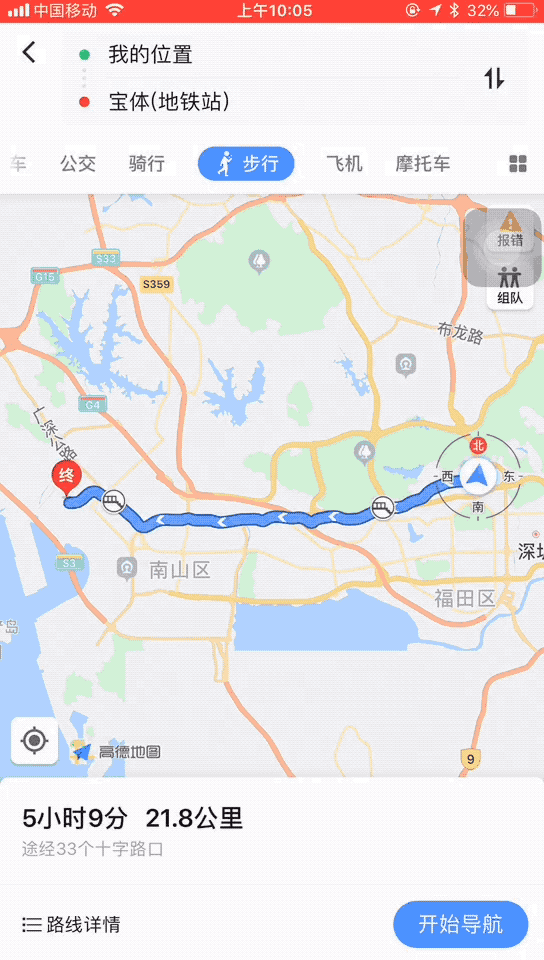 中国移动 上午10:05 32%
我的位置
宝体(地铁站)
车 公交 骑行 步行 飞机 摩托车
报错
组队
S33
G15
S359
布龙路
G4
广深公路
终
北
西 东
南
S3
南山区
深圳
福田区
高德地图
9
5小时9分 21.8公里
途经33个十字路口
路线详情
开始导航